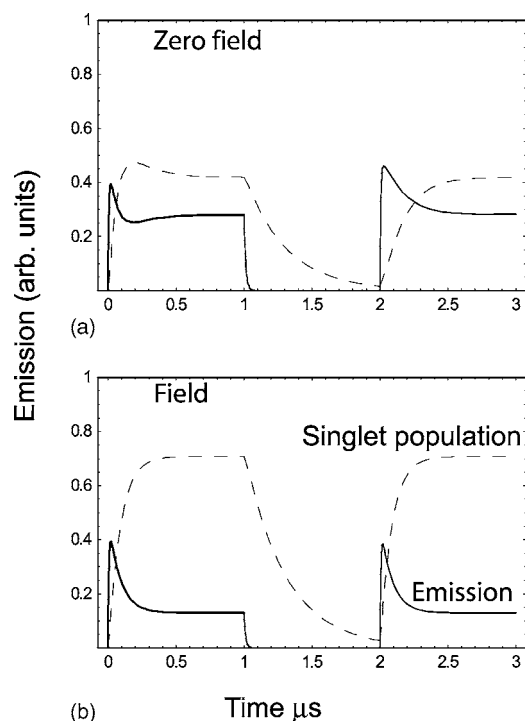 Zero field
1
0.8
0.6
0.4
0.2
0 0.5 1 1.5 2 2.5 3
(a)
Emission (arb. units)
Field
1
0.8
Singlet population
0.6
0.4
0.2
Emission
0 0.5 1 1.5 2 2.5 3
(b)
Time μs